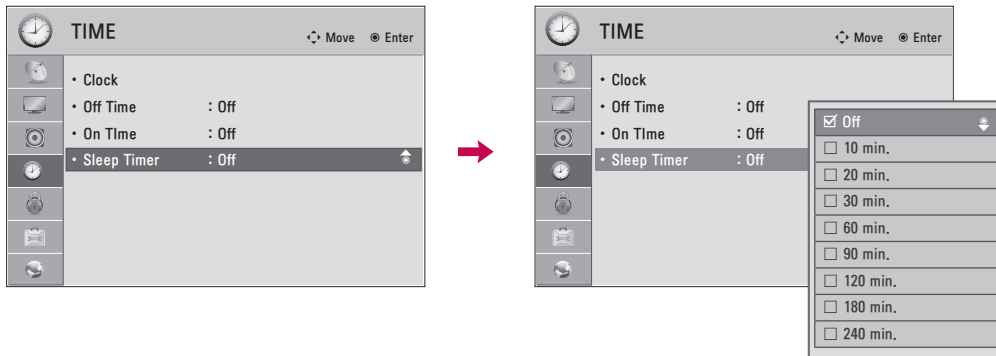 TIME
Move Enter
• Clock
• Off Time : Off
• On TIme : Off
• Sleep Timer : Off
TIME
Move Enter
• Clock
• Off Time : Off
• On TIme : Off
• Sleep Timer : Off
☑ Off
☐ 10 min.
☐ 20 min.
☐ 30 min.
☐ 60 min.
☐ 90 min.
☐ 120 min.
☐ 180 min.
☐ 240 min.